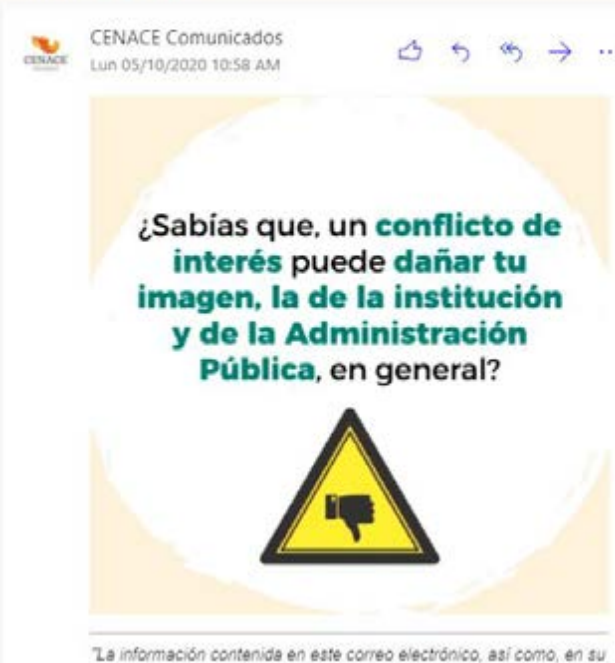 CENACE Comunicados
CENACE
Lun 05/10/2020 10:58 AM
¿Sabías que, un conflicto de
interés puede dañar tu
imagen, la de la institución
y de la Administración
Pública, en general?
"La información contenida en este correo electrónico, así como, en su